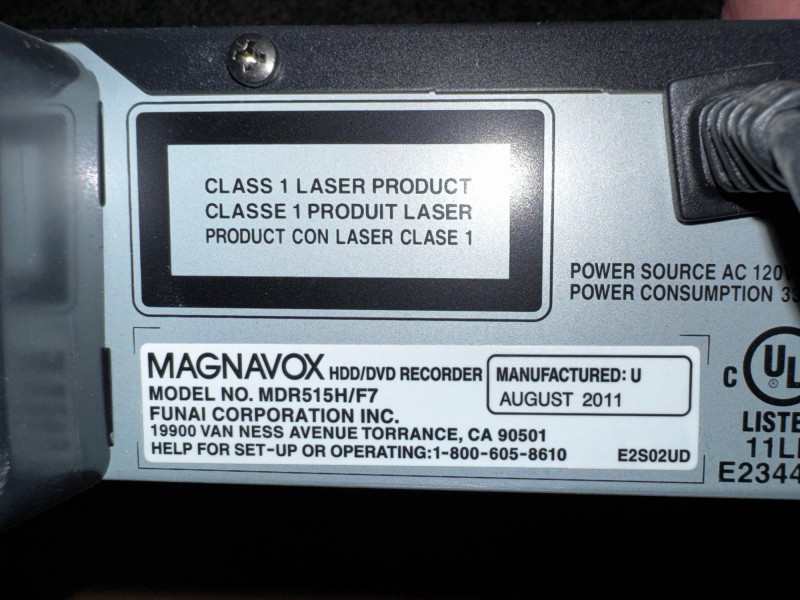 CLASS 1 LASER PRODUCT
CLASSE 1 PRODUIT LASER
PRODUCT CON LASER CLASE 1
POWER SOURCE AC 120V
POWER CONSUMPTION
MAGNAVOX HDD/DVD RECORDER
MODEL NO. MDR515H/F7
FUNAI CORPORATION INC.
19900 VAN NESS AVENUE TORRANCE, CA 90501
HELP FOR SET-UP OR OPERATING:1-800-605-8610
MANUFACTURED: U
AUGUST 2011
E2S02UD
C UL
®